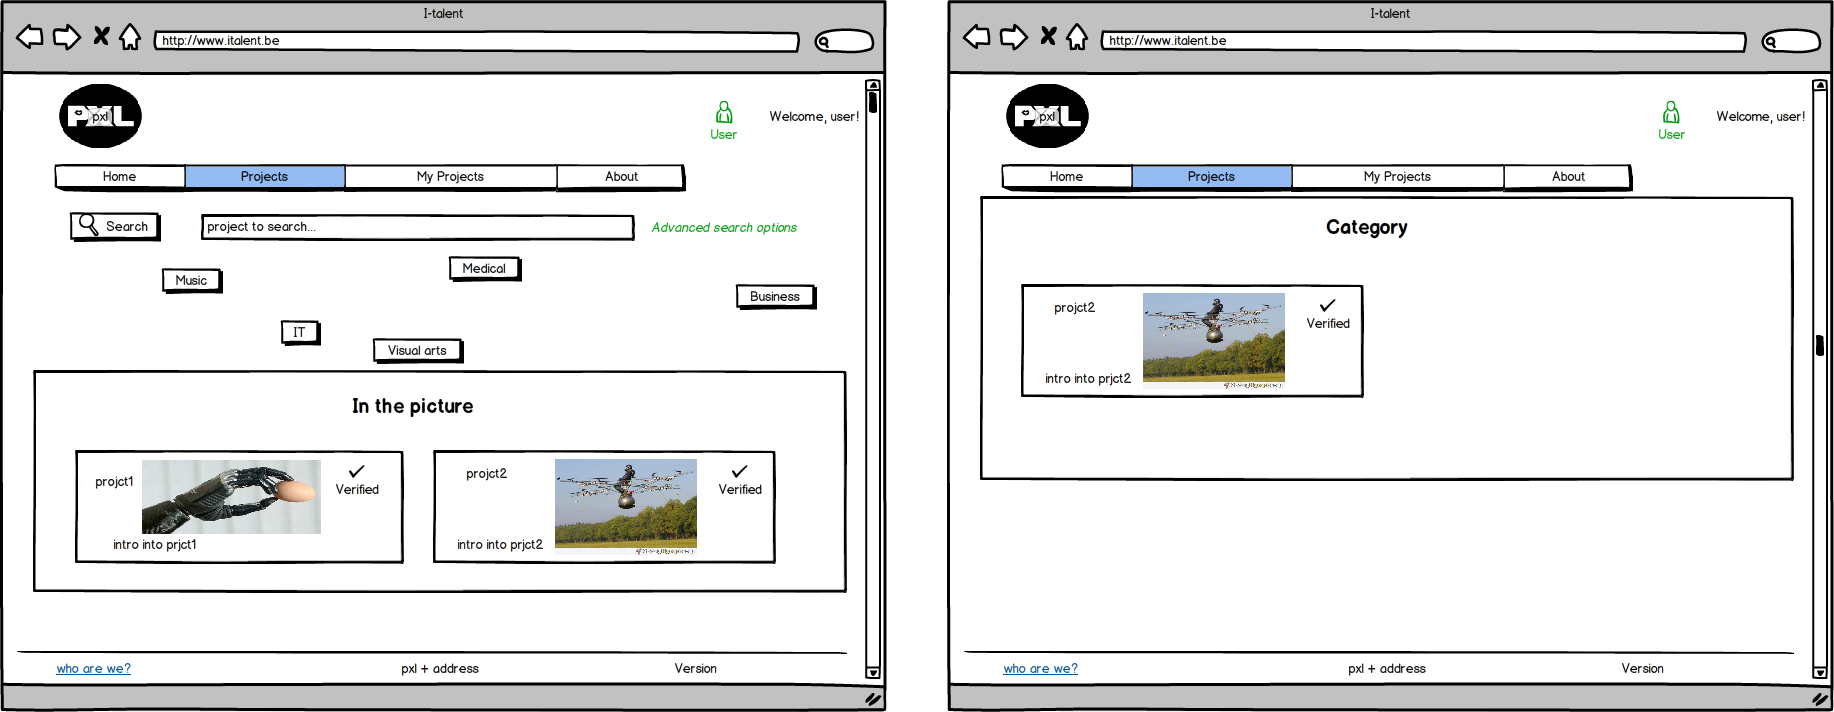 I-talent
http://www.italent.be
PXL
pxl
User
Welcome, user!
Home
Projects
My Projects
About
Search
project to search...
Advanced search options
Music
Medical
Business
IT
Visual arts
In the picture
projct1
Verified
intro into prjct1
projct2
Verified
intro into prjct2
who are we?
pxl + address
Version
I-talent
http://www.italent.be
PXL
pxl
User
Welcome, user!
Home
Projects
My Projects
About
Category
projct2
Verified
intro into prjct2
who are we?
pxl + address
Version